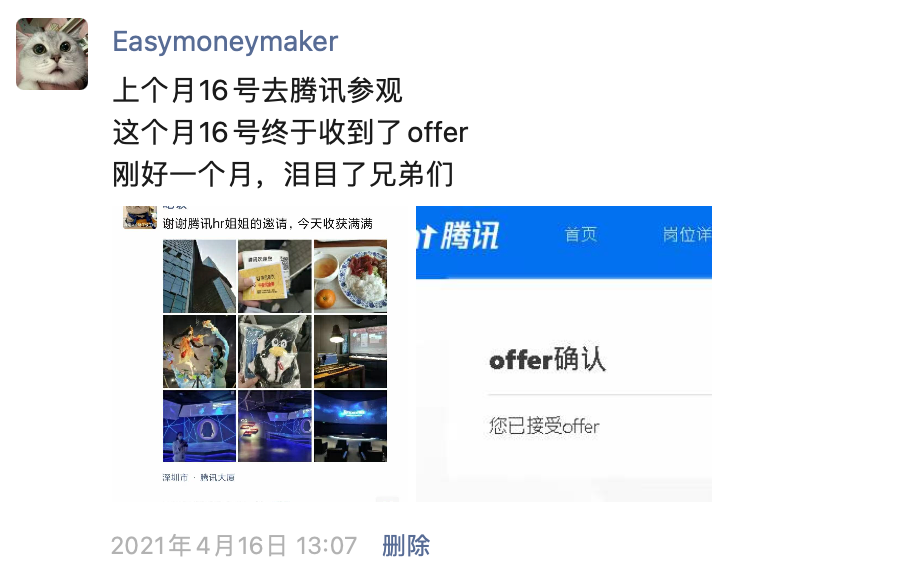 Easymoneymaker
上个月16号去腾讯参观
这个月16号终于收到了offer
刚好一个月，泪目了兄弟们
谢谢腾讯hr姐姐的邀请，今天收获满满
深圳市 · 腾讯大厦
腾讯
首页
岗位详
offer确认
您已接受offer
2021年4月16日 13:07 删除